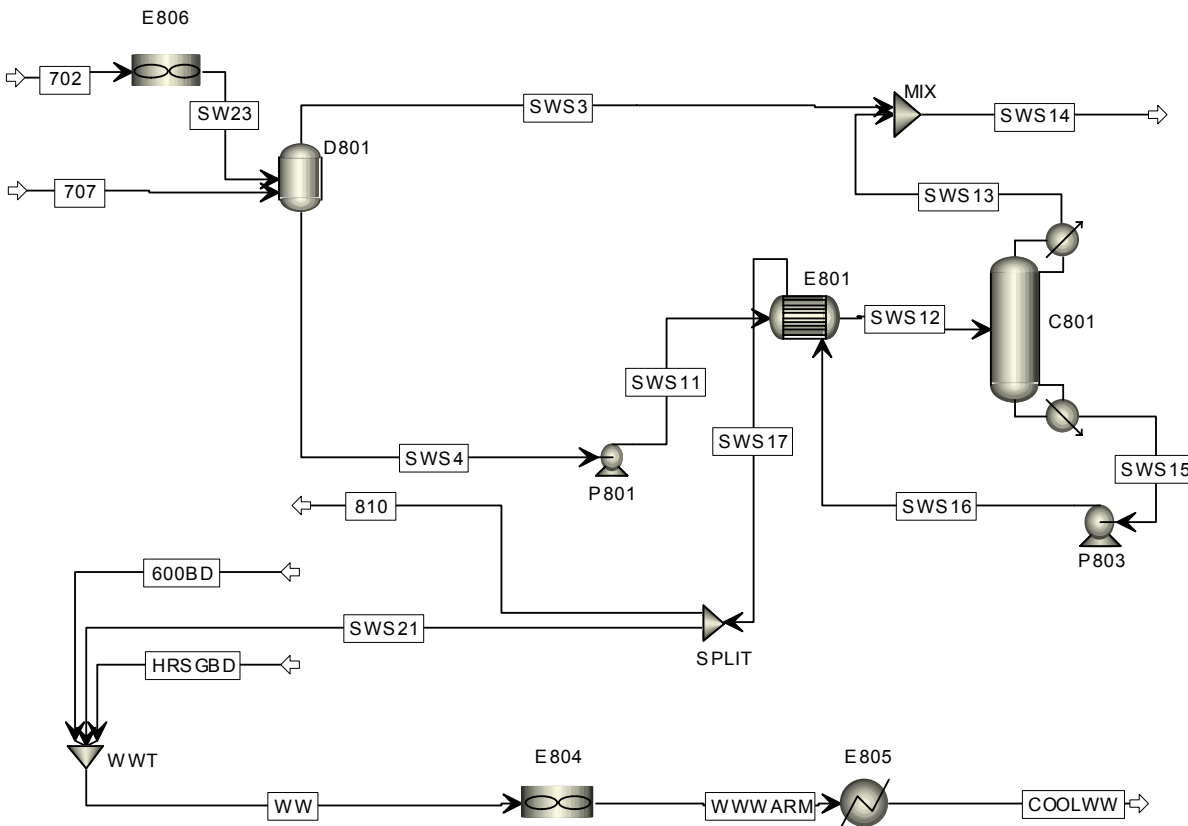 E806
702
SW23
SWS3
MIX
SWS14
D801
707
SWS13
E801
SWS12
C801
SWS11
SWS17
SWS4
P801
SWS15
810
SWS16
P803
600BD
SWS21
SPLIT
HRSGBD
WWT
E804
E805
WW
WWWARM
COOLWW